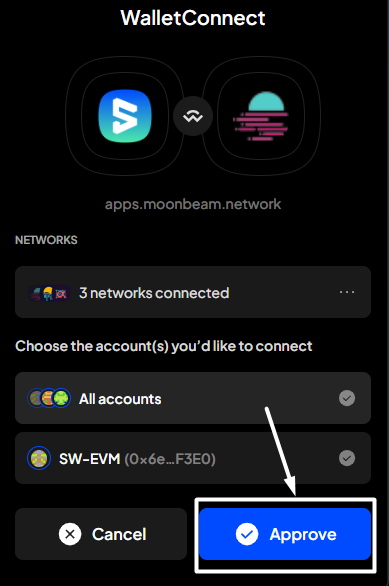 WalletConnect
apps.moonbeam.network
NETWORKS
3 networks connected
Choose the account(s) you’d like to connect
All accounts
SW-EVM (0x6e...F3E0)
Cancel
Approve